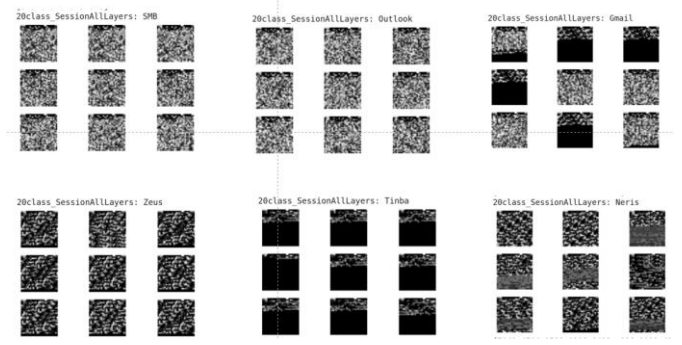 20class_SessionAllLayers: SMB
20class_SessionAllLayers: Outlook
20class_SessionAllLayers: Gmail
20class_SessionAllLayers: Zeus
20class_SessionAllLayers: Tinba
20class_SessionAllLayers: Neris